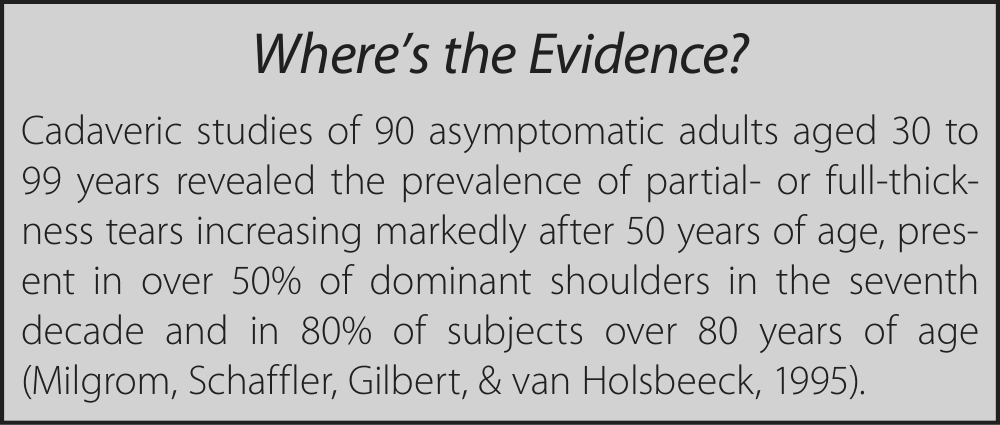 Where’s the Evidence?
Cadaveric studies of 90 asymptomatic adults aged 30 to
99 years revealed the prevalence of partial- or full-thick-
ness tears increasing markedly after 50 years of age, pres-
ent in over 50% of dominant shoulders in the seventh
decade and in 80% of subjects over 80 years of age
(Milgrom, Schaffler, Gilbert, & van Holsbeeck, 1995).